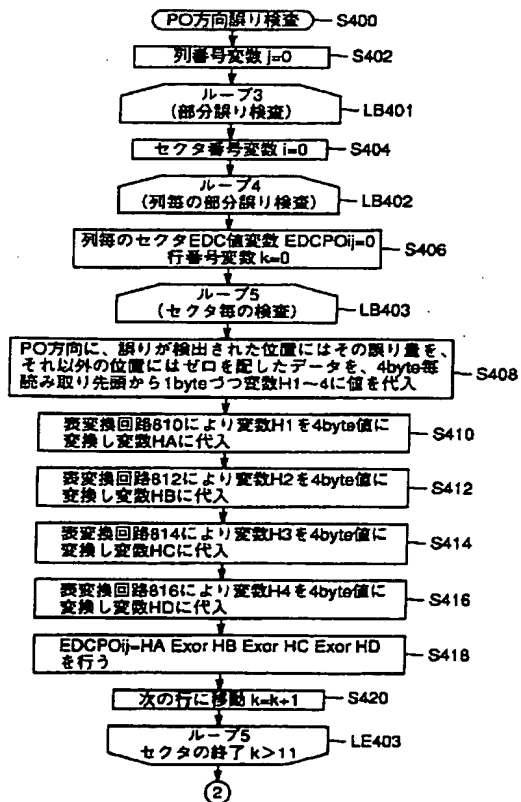 PO方向誤り検査 S400
列番号変数 j=0 S402
ループ3
(部分誤り検査) LB401
セクタ番号変数 i=0 S404
ループ4
(列毎の部分誤り検査) LB402
列毎のセクタEDC値変数 EDCPOij=0
行番号変数 k=0 S406
ループ5
(セクタ毎の検査) LB403
PO方向に、誤りが検出された位置にはその誤り量を、
それ以外の位置にはゼロを配したデータを、4byte毎
読み取り先頭から1byteづつ変数H1〜4に値を代入 S408
表変換回路810により変数H1を4byte値に
変換し変数HAに代入 S410
表変換回路812により変数H2を4byte値に
変換し変数HBに代入 S412
表変換回路814により変数H3を4byte値に
変換し変数HCに代入 S414
表変換回路816により変数H4を4byte値に
変換し変数HDに代入 S416
EDCPOij=HA Exor HB Exor HC Exor HD
を行う S418
次の行に移動 k=k+1 S420
ループ5
セクタの終了 k>11 LE403
2